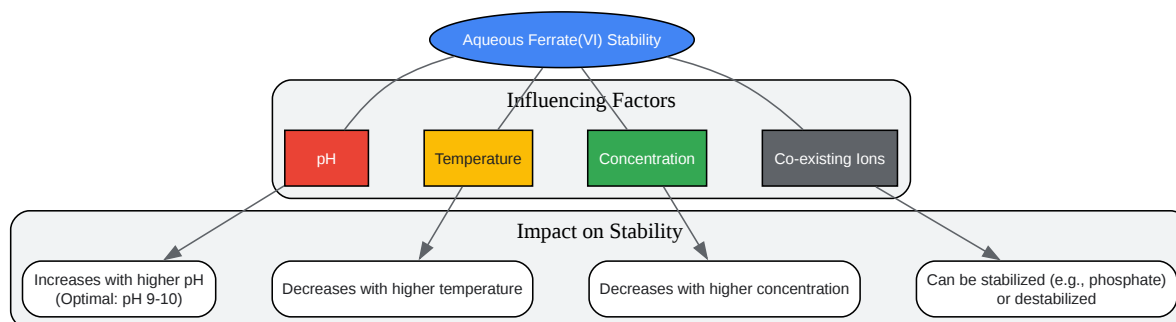 Aqueous Ferrate(VI) Stability
Influencing Factors
pH
Temperature
Concentration
Co-existing Ions
Impact on Stability
Increases with higher pH
(Optimal: pH 9-10)
Decreases with higher temperature
Decreases with higher concentration
Can be stabilized (e.g., phosphate)
or destabilized